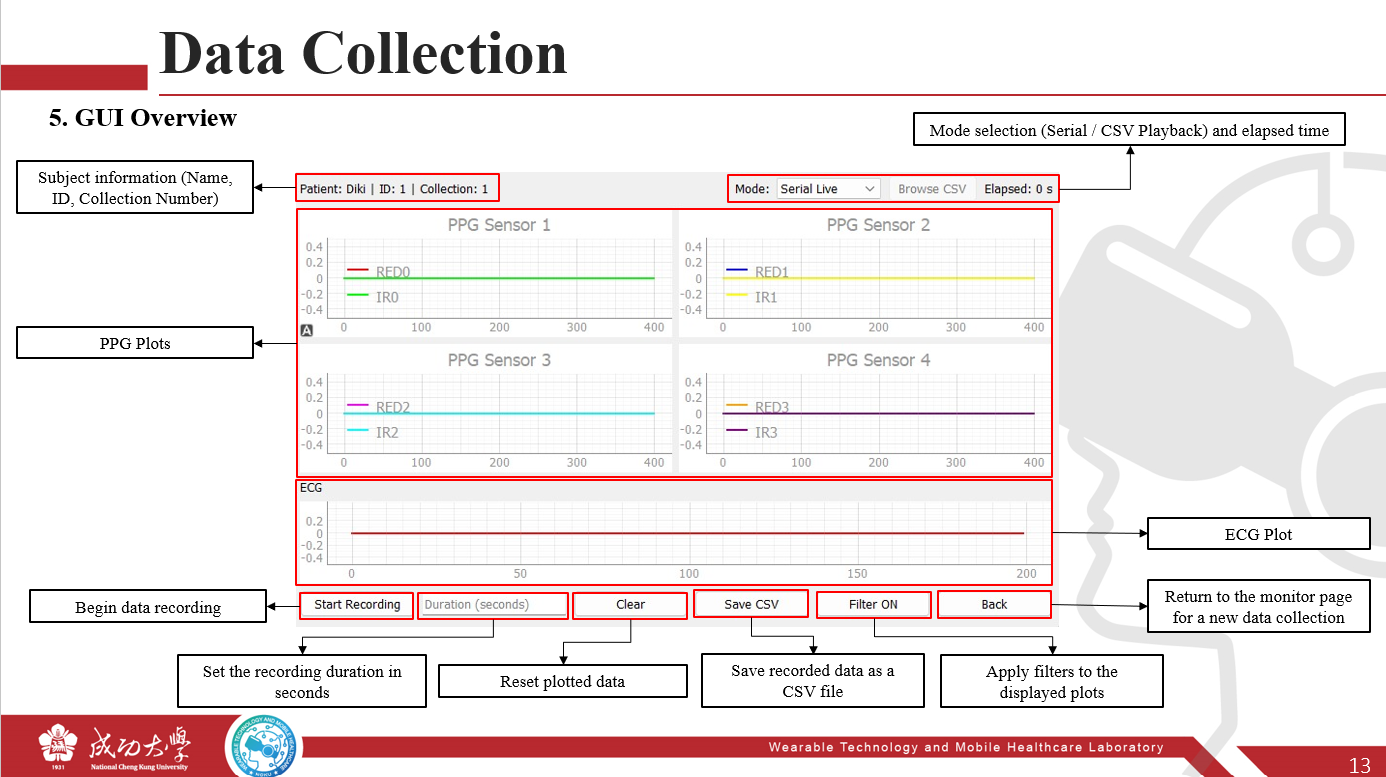 Data Collection
5. GUI Overview
Mode selection (Serial / CSV Playback) and elapsed time
Subject information (Name,
ID, Collection Number)
Patient: Diki | ID: 1 | Collection: 1
Mode: Serial Live Browse CSV Elapsed: 0 s
PPG Sensor 1
0.4
0.2
0
-0.2
-0.4
RED0
IR0
0 100 200 300 400
A
PPG Sensor 2
0.4
0.2
0
-0.2
-0.4
RED1
IR1
0 100 200 300 400
PPG Plots
PPG Sensor 3
0.4
0.2
0
-0.2
-0.4
RED2
IR2
0 100 200 300 400
PPG Sensor 4
0.4
0.2
0
-0.2
-0.4
RED3
IR3
0 100 200 300 400
ECG
0.2
0
-0.2
-0.4
0 50 100 150 200
ECG Plot
Begin data recording
Start Recording Duration (seconds) Clear Save CSV Filter ON Back
Return to the monitor page
for a new data collection
Set the recording duration in
seconds
Reset plotted data
Save recorded data as a
CSV file
Apply filters to the
displayed plots
1931
成功大學
National Cheng Kung University
WEARABLE TECHNOLOGY AND MOBILE HEALTHCARE
NCKU
Wearable Technology and Mobile Healthcare Laboratory
13